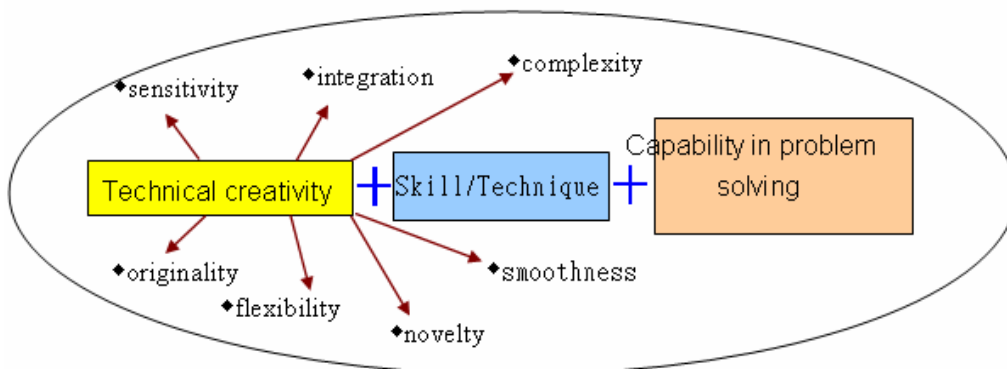 ◆complexity
◆integration
◆sensitivity
Capability in problem
solving
Technical creativity
+
Skill/Technique
+
◆originality
◆smoothness
◆flexibility
◆novelty